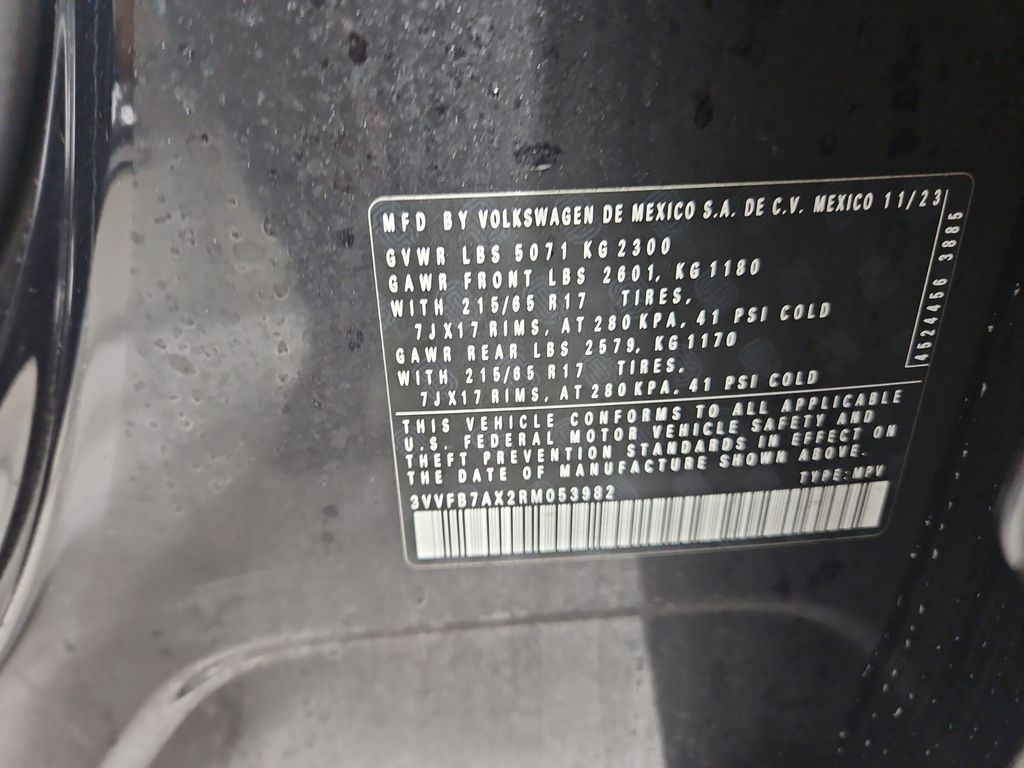 MFD BY VOLKSWAGEN DE MEXICO S.A. DE C.V. MEXICO 11/23
GVWR LBS 5071 KG 2300
GAWR FRONT LBS 2601, KG 1180
WITH 215/65 R17 TIRES,
7JX17 RIMS, AT 280 KPA, 41 PSI COLD
GAWR REAR LBS 2579, KG 1170
WITH 215/65 R17 TIRES,
7JX17 RIMS, AT 280 KPA, 41 PSI COLD
THIS VEHICLE CONFORMS TO ALL APPLICABLE
U.S. FEDERAL MOTOR VEHICLE SAFETY AND
THEFT PREVENTION STANDARDS IN EFFECT ON
THE DATE OF MANUFACTURE SHOWN ABOVE.
TYPE: MPV
3VVFB7AX2RM053982
4521456 3885